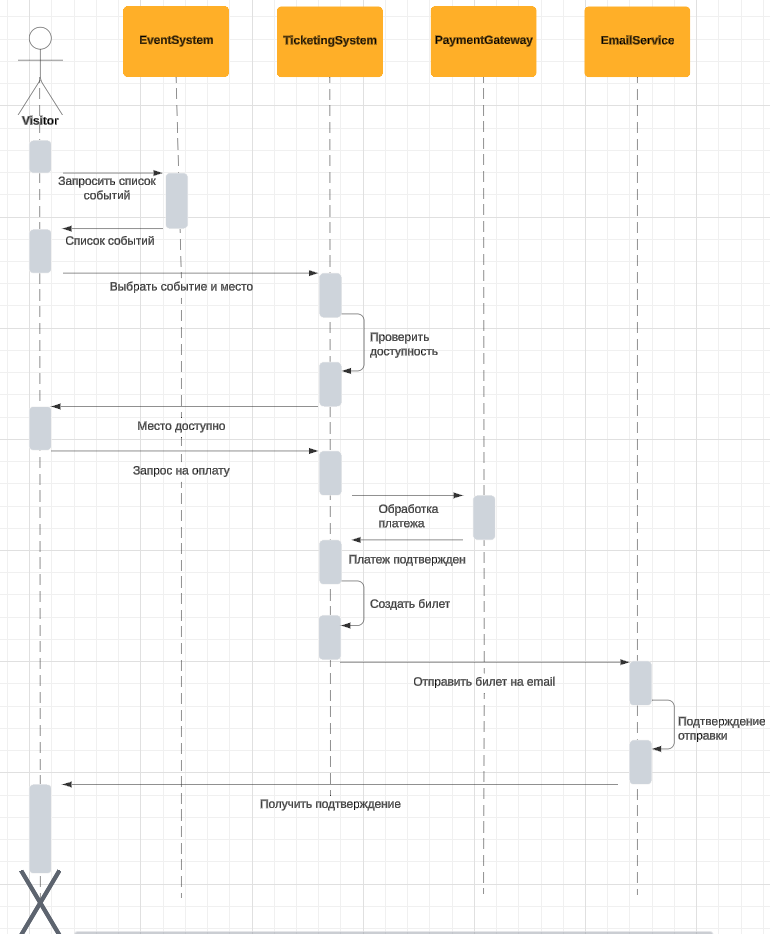 EventSystem
TicketingSystem
PaymentGateway
EmailService
Visitor
Запросить список
событий
Список событий
Выбрать событие и место
Проверить
доступность
Место доступно
Запрос на оплату
Обработка
платежа
Платеж подтвержден
Создать билет
Отправить билет на email
Подтверждение
отправки
Получить подтверждение